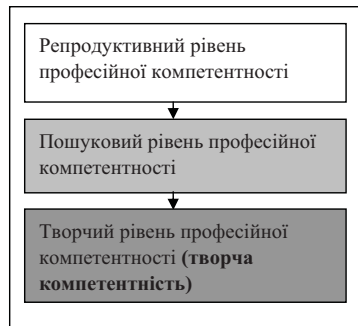 Репродуктивний рівень
професійної компетентності
Пошуковий рівень професійної
компетентності
Творчий рівень професійної
компетентності (творча
компетентність)